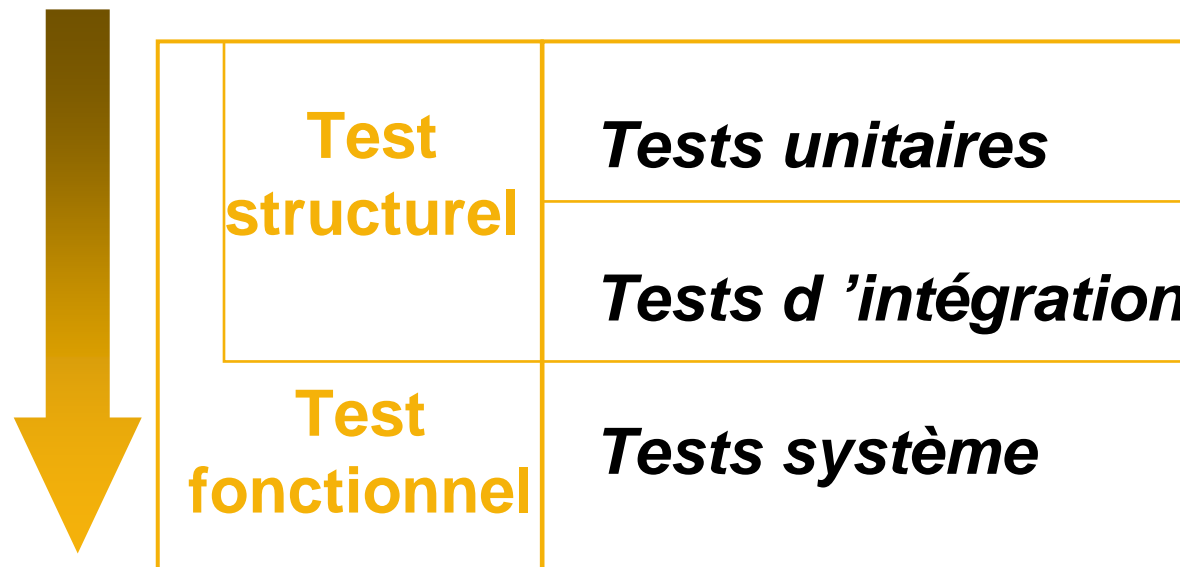 Test
structurel
Tests unitaires
Tests d ’intégration
Test
fonctionnel
Tests système